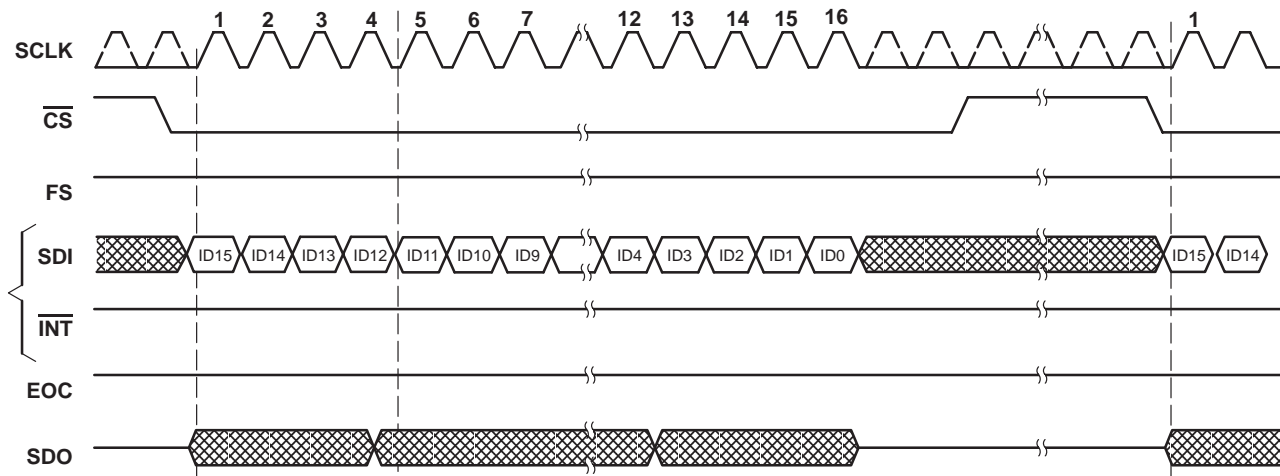 1 2 3 4 5 6 7 12 13 14 15 16 1
SCLK
CS
FS
SDI ID15 ID14 ID13 ID12 ID11 ID10 ID9 ID4 ID3 ID2 ID1 ID0 ID15 ID14
INT
EOC
SDO